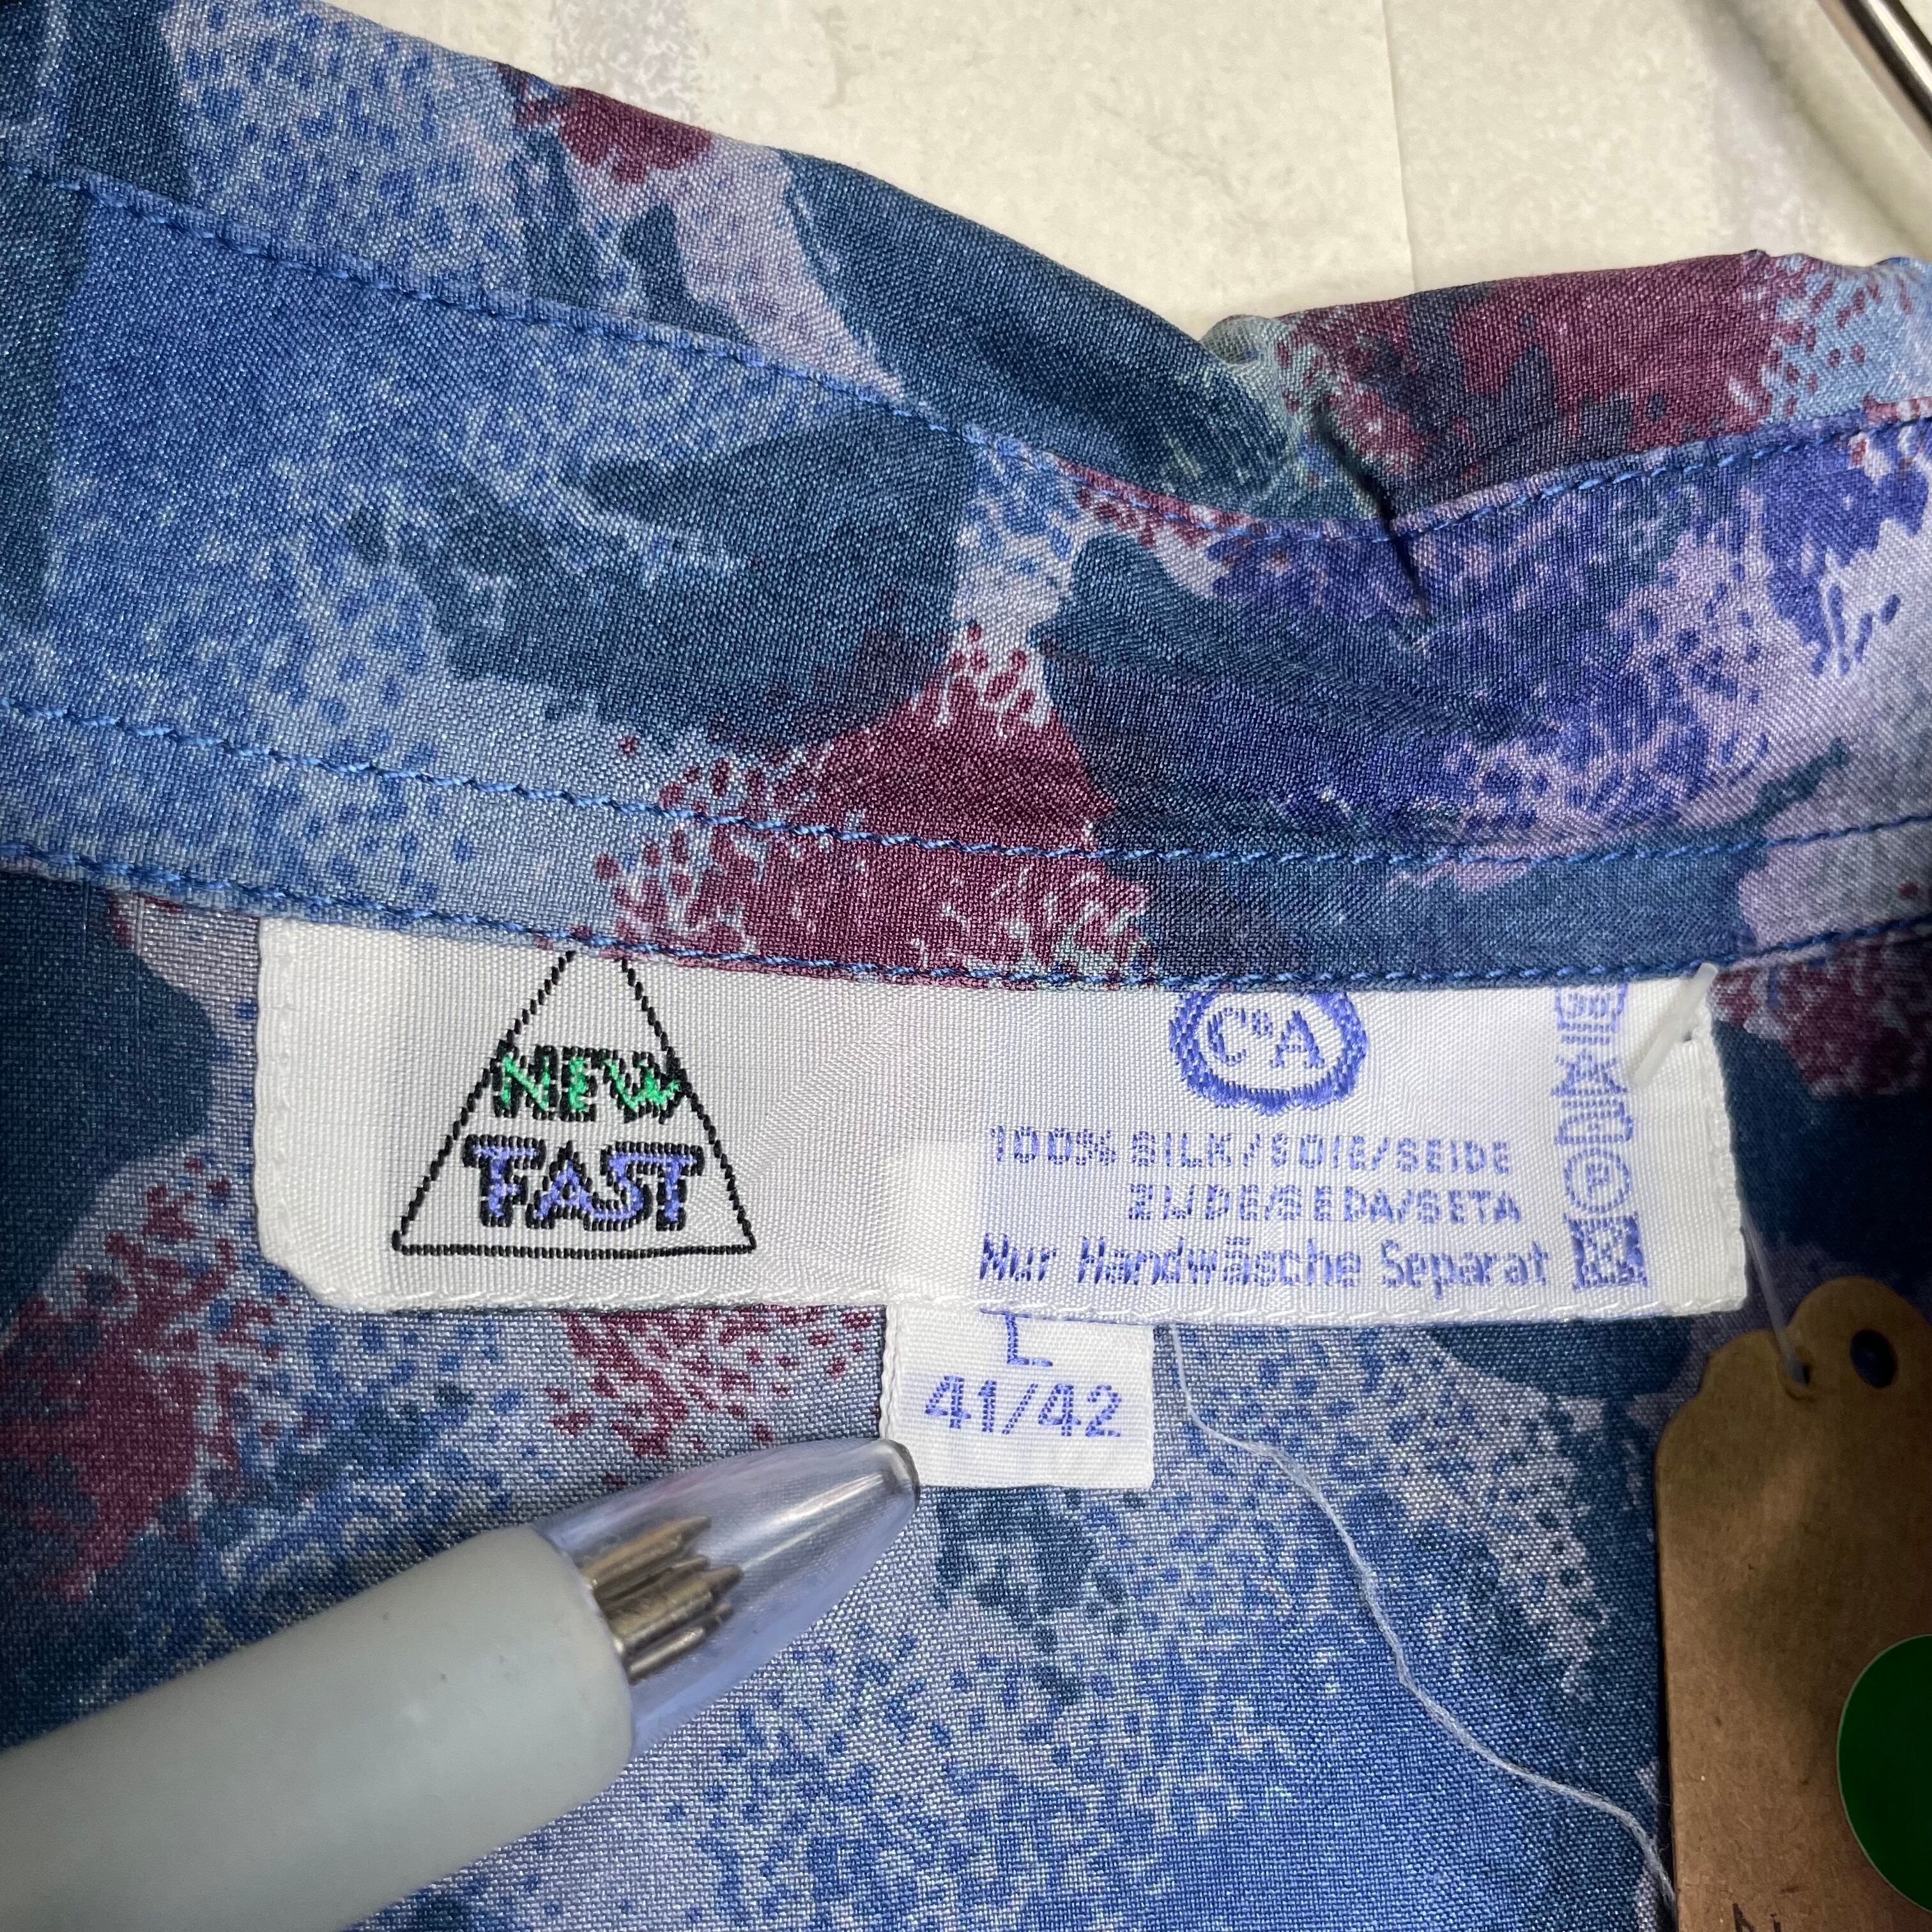 NEW
FAST
C&A
100% SILK/SOIE/SEIDE
ZIJDE/SEDA/SETA
Nur Handwäsche Separat
P
L
41/42